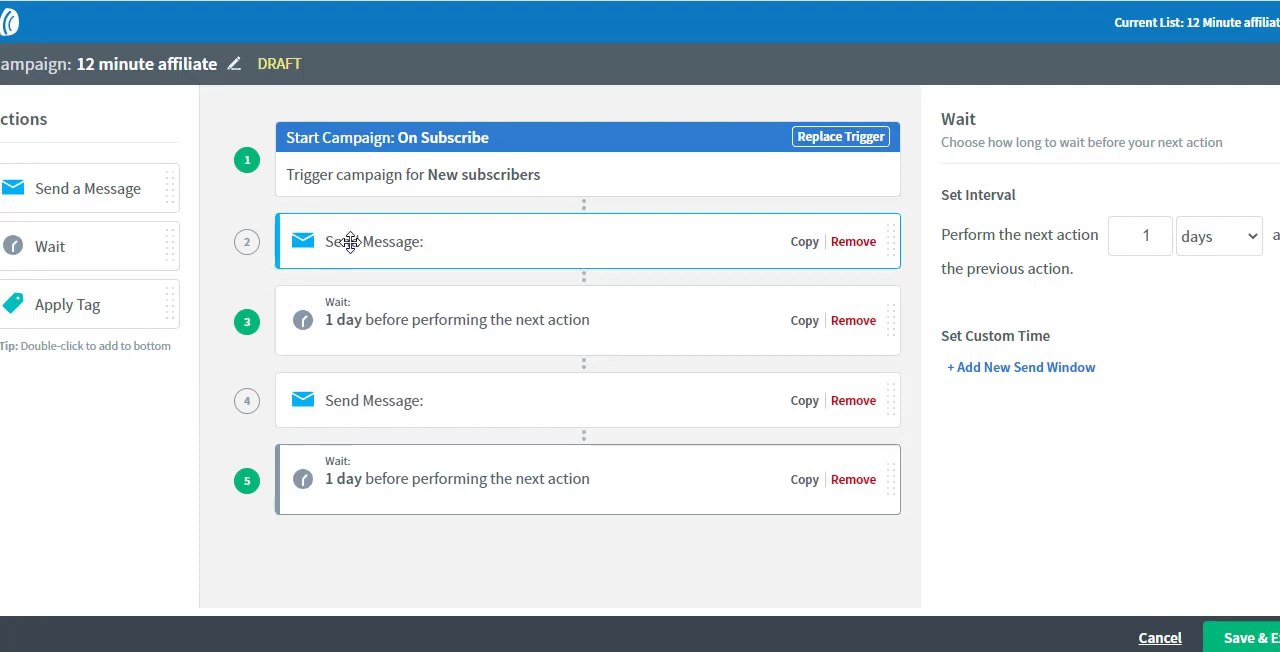 Current List: 12 Minute affiliat
ampaign: 12 minute affiliate DRAFT
ctions
Send a Message
Wait
Apply Tag
Tip: Double-click to add to bottom
1
Start Campaign: On Subscribe Replace Trigger
Trigger campaign for New subscribers
2
Send Message: Copy Remove
3
Wait:
1 day before performing the next action Copy Remove
4
Send Message: Copy Remove
5
Wait:
1 day before performing the next action Copy Remove
Wait
Choose how long to wait before your next action
Set Interval
Perform the next action 1 days a
the previous action.
Set Custom Time
+ Add New Send Window
Cancel Save & E